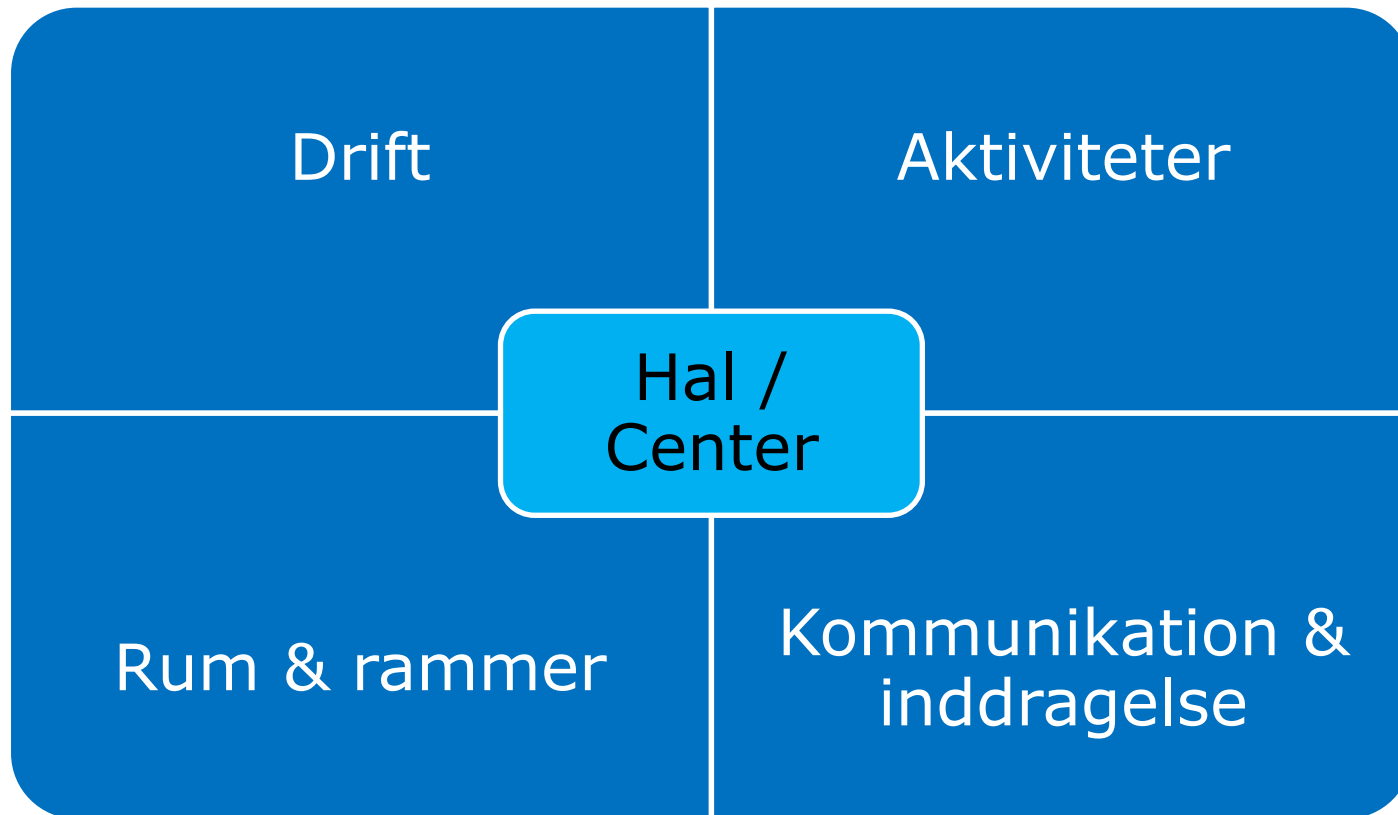 Drift
Aktiviteter
Hal /
Center
Rum & rammer
Kommunikation &
inddragelse